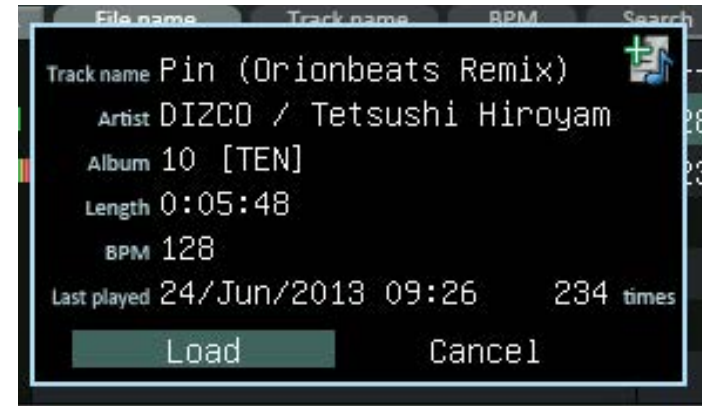 File name Track name BPM Search
Track name Pin (Orionbeats Remix)
Artist DIZCO / Tetsushi Hiroyam
Album 10 [TEN]
Length 0:05:48
BPM 128
Last played 24/Jun/2013 09:26 234 times
Load Cancel